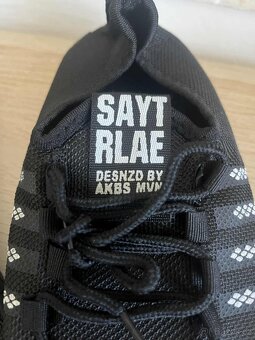 SAYT
RLAE
DESNZD BY
AKBS MVN